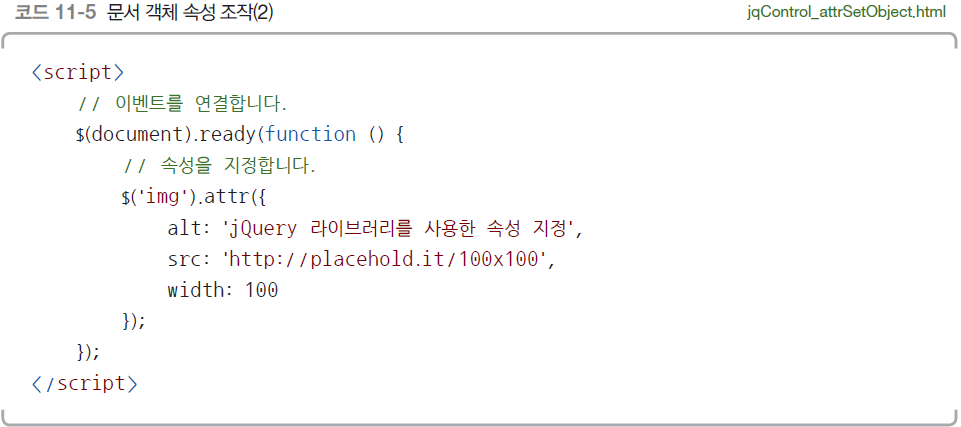 코드 11-5 문서 객체 속성 조작(2) jqControl_attrSetObject.html
<script>
// 이벤트를 연결합니다.
$(document).ready(function () {
// 속성을 지정합니다.
$('img').attr({
alt: 'jQuery 라이브러리를 사용한 속성 지정',
src: 'http://placehold.it/100x100',
width: 100
});
});
</script>